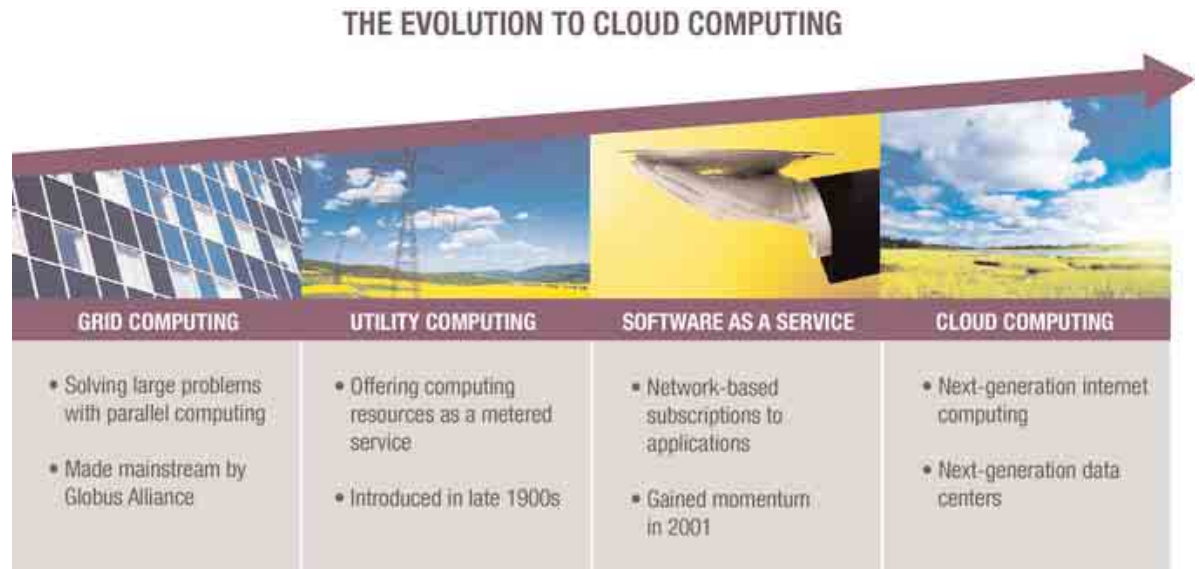 THE EVOLUTION TO CLOUD COMPUTING
GRID COMPUTING
• Solving large problems
with parallel computing
• Made mainstream by
Globus Alliance
UTILITY COMPUTING
• Offering computing
resources as a metered
service
• Introduced in late 1900s
SOFTWARE AS A SERVICE
• Network-based
subscriptions to
applications
• Gained momentum
in 2001
CLOUD COMPUTING
• Next-generation internet
computing
• Next-generation data
centers